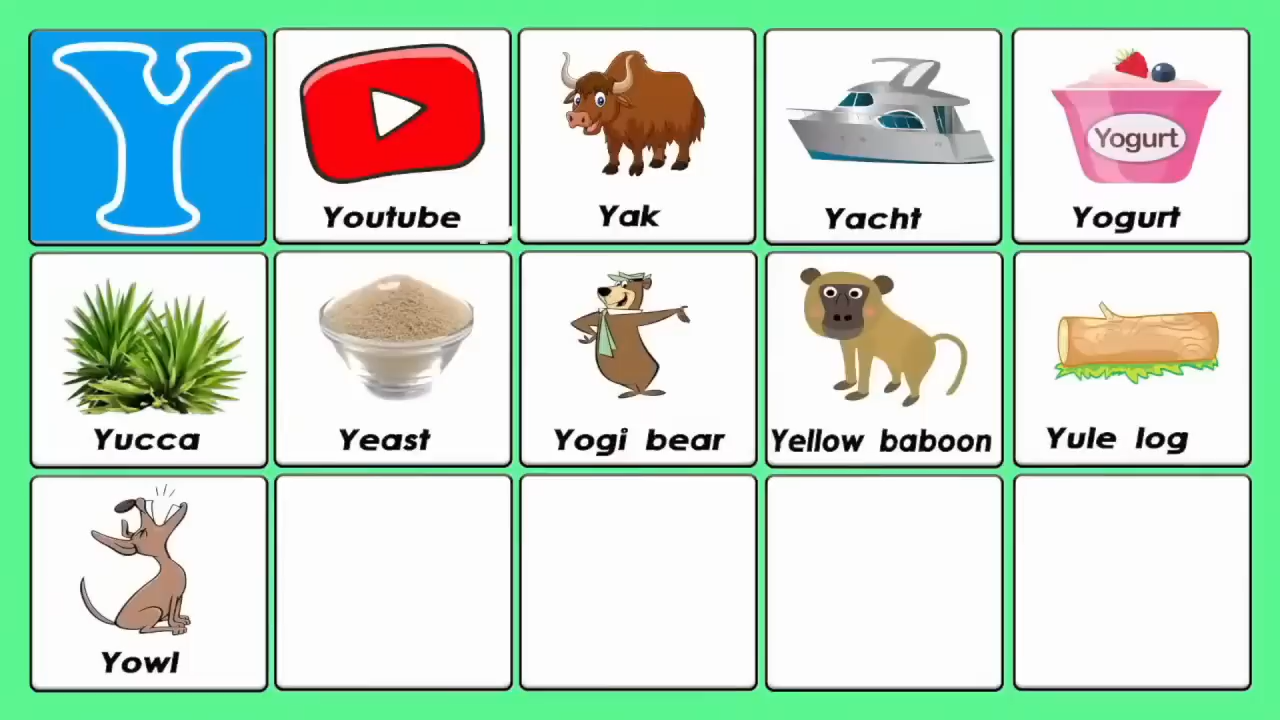 Y
Youtube
Yak
Yacht
Yogurt
Yogurt
Yucca
Yeast
Yogi bear
Yellow baboon
Yule log
Yowl